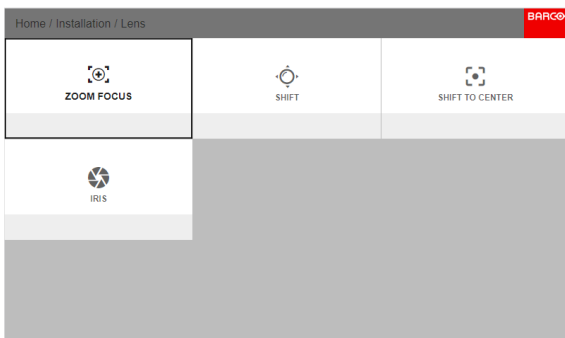 Home / Installation / Lens
BARCO
ZOOM FOCUS
SHIFT
SHIFT TO CENTER
IRIS